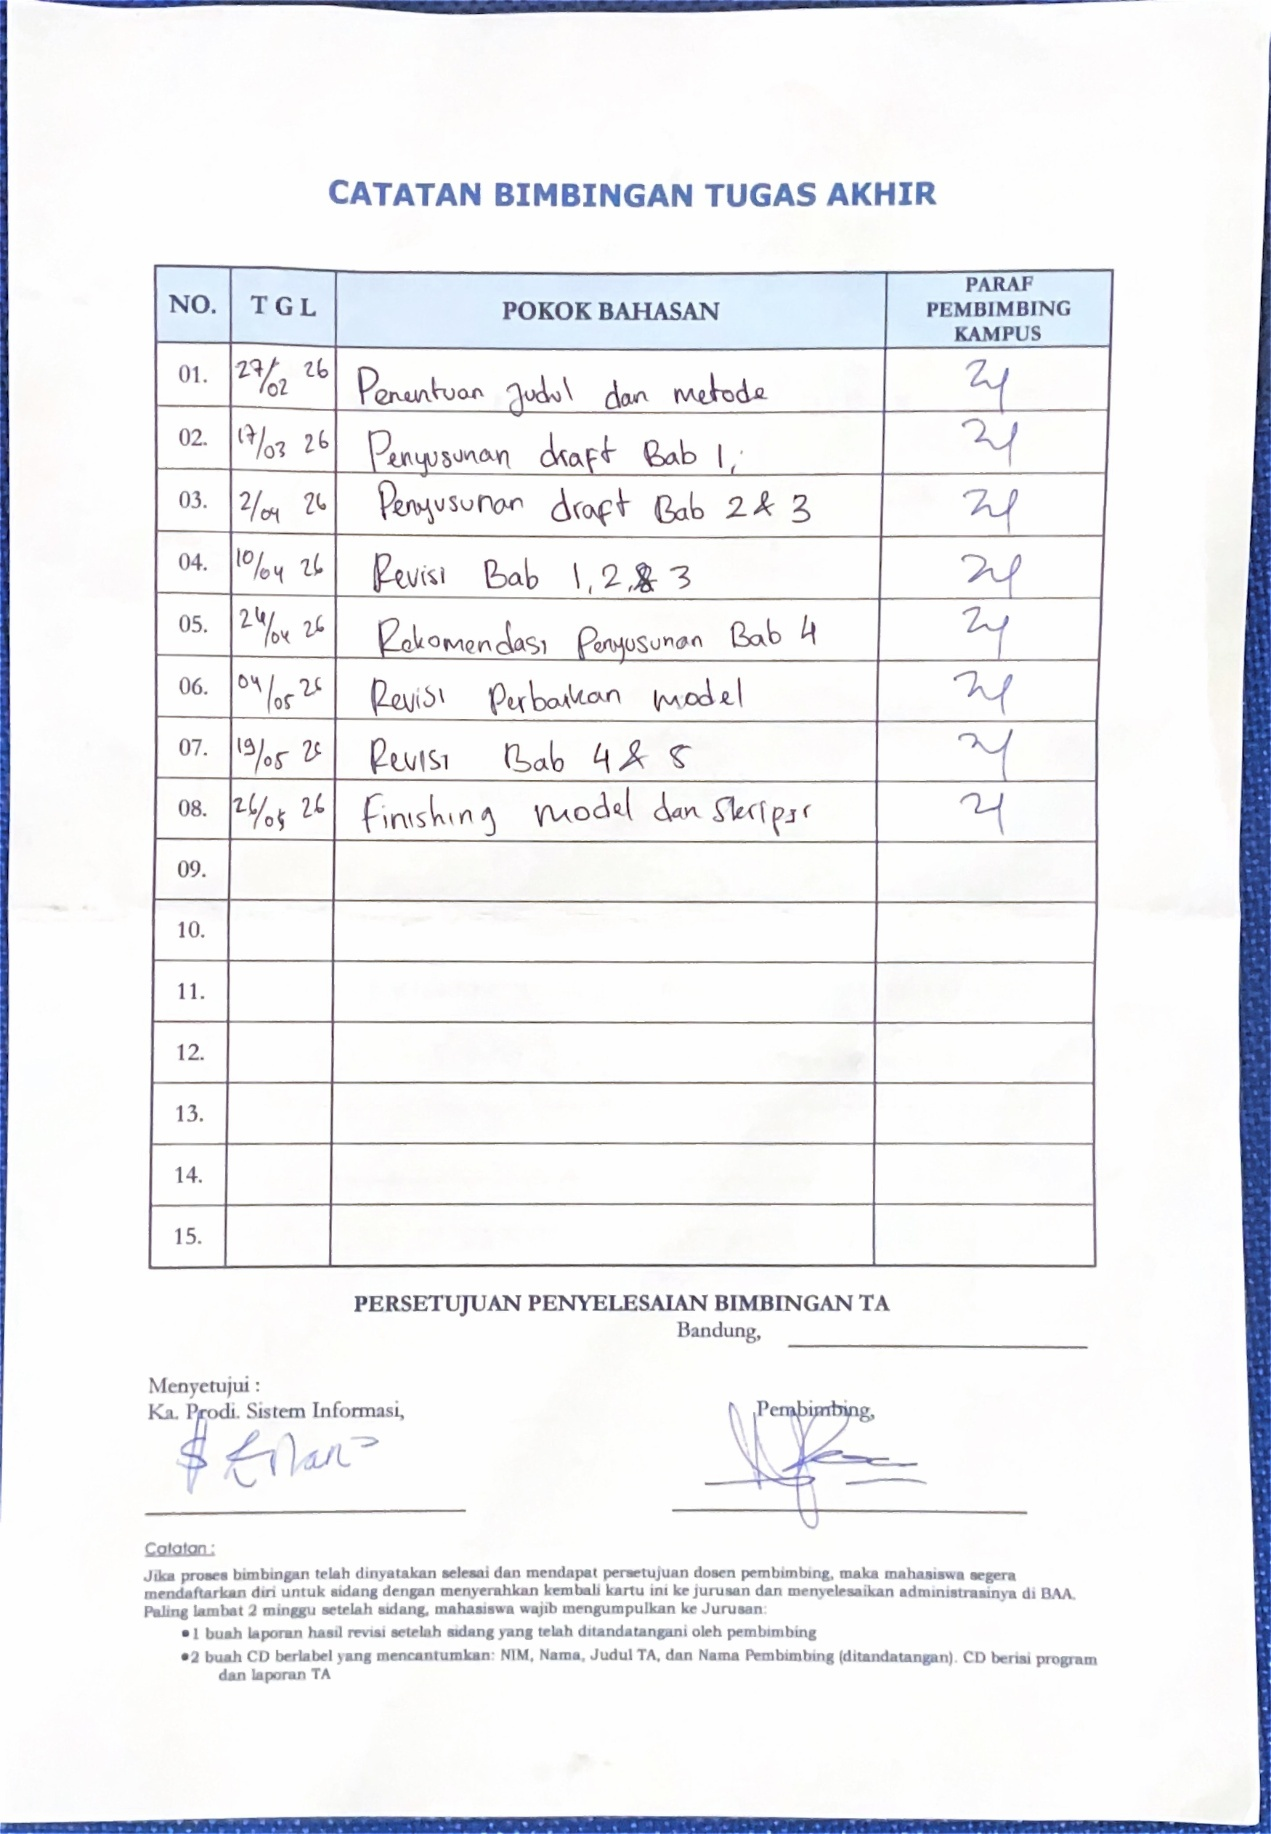 CATATAN BIMBINGAN TUGAS AKHIR
NO. T G L POKOK BAHASAN PARAF PEMBIMBING KAMPUS
01. 27/02 26 Penentuan judul dan metode
02. 17/03 26 Penyusunan draft Bab 1,
03. 2/04 26 Penyusunan draft Bab 2 & 3
04. 10/04 26 Revisi Bab 1, 2, & 3
05. 24/04 26 Rekomendasi Penyusunan Bab 4
06. 04/05 26 Revisi Perbaikan model
07. 19/05 26 Revisi Bab 4 & 5
08. 26/05 26 Finishing model dan Skripsi
09.
10.
11.
12.
13.
14.
15.
PERSETUJUAN PENYELESAIAN BIMBINGAN TA
Bandung,
Menyetujui :
Ka. Prodi. Sistem Informasi, Pembimbing,
Catatan :
Jika proses bimbingan telah dinyatakan selesai dan mendapat persetujuan dosen pembimbing, maka mahasiswa segera
mendaftarkan diri untuk sidang dengan menyerahkan kembali kartu ini ke jurusan dan menyelesaikan administrasinya di BAA.
Paling lambat 2 minggu setelah sidang, mahasiswa wajib mengumpulkan ke Jurusan:
•1 buah laporan hasil revisi setelah sidang yang telah ditandatangani oleh pembimbing
•2 buah CD berlabel yang mencantumkan: NIM, Nama, Judul TA, dan Nama Pembimbing (ditandatangan). CD berisi program
dan laporan TA